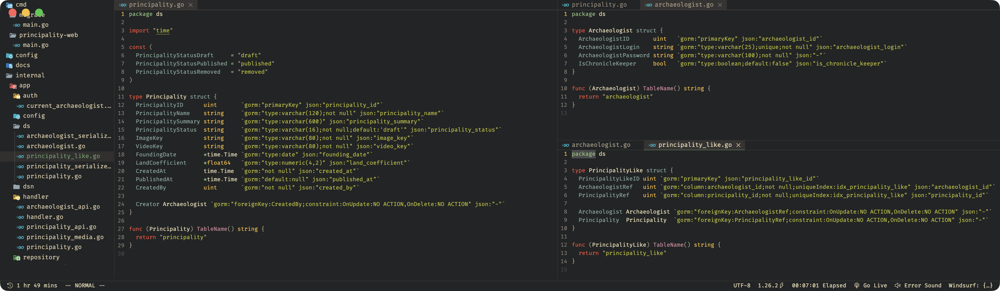 cmd
migrate
main.go
principality-web
main.go
config
docs
internal
app
auth
current_archaeologist.…
config
ds
archaeologist_serializ…
archaeologist.go
principality_like.go
principality_serialize…
principality.go
dsn
handler
archaeologist_api.go
handler.go
principality_api.go
principality_media.go
principality.go
repository
principality.go ×
1 package ds
2
3 import "time"
4
5 const (
6   PrincipalityStatusDraft     = "draft"
7   PrincipalityStatusPublished = "published"
8   PrincipalityStatusRemoved   = "removed"
9 )
10
11 type Principality struct {
12   PrincipalityID      uint       `gorm:"primaryKey" json:"principality_id"`
13   PrincipalityName    string     `gorm:"type:varchar(120);not null" json:"principality_name"`
14   PrincipalitySummary string     `gorm:"type:varchar(600)" json:"principality_summary"`
15   PrincipalityStatus  string     `gorm:"type:varchar(16);not null;default:'draft'" json:"principality_status"`
16   ImageKey            string     `gorm:"type:varchar(80);not null" json:"image_key"`
17   VideoKey            string     `gorm:"type:varchar(80);not null" json:"video_key"`
18   FoundingDate        *time.Time `gorm:"type:date" json:"founding_date"`
19   LandCoefficient     *float64   `gorm:"type:numeric(4,2)" json:"land_coefficient"`
20   CreatedAt           time.Time  `gorm:"not null" json:"created_at"`
21   PublishedAt         *time.Time `gorm:"default:null" json:"published_at"`
22   CreatedBy           uint       `gorm:"not null" json:"created_by"`
23
24   Creator Archaeologist `gorm:"foreignKey:CreatedBy;constraint:OnUpdate:NO ACTION,OnDelete:NO ACTION" json:"-"`
25 }
26
27 func (Principality) TableName() string {
28   return "principality"
29 }
30
principality.go archaeologist.go ×
1 package ds
2
3 type Archaeologist struct {
4   ArchaeologistID       uint   `gorm:"primaryKey" json:"archaeologist_id"`
5   ArchaeologistLogin    string `gorm:"type:varchar(25);unique;not null" json:"archaeologist_login"`
6   ArchaeologistPassword string `gorm:"type:varchar(100);not null" json:"-"`
7   IsChronicleKeeper     bool   `gorm:"type:boolean;default:false" json:"is_chronicle_keeper"`
8 }
9
10 func (Archaeologist) TableName() string {
11   return "archaeologist"
12 }
13
archaeologist.go principality_like.go ×
1 package ds
2
3 type PrincipalityLike struct {
4   PrincipalityLikeID uint `gorm:"primaryKey" json:"principality_like_id"`
5   ArchaeologistRef   uint `gorm:"column:archaeologist_id;not null;uniqueIndex:idx_principality_like" json:"archaeologist_id"`
6   PrincipalityRef    uint `gorm:"column:principality_id;not null;uniqueIndex:idx_principality_like" json:"principality_id"`
7
8   Archaeologist Archaeologist `gorm:"foreignKey:ArchaeologistRef;constraint:OnUpdate:NO ACTION,OnDelete:NO ACTION" json:"-"`
9   Principality  Principality  `gorm:"foreignKey:PrincipalityRef;constraint:OnUpdate:NO ACTION,OnDelete:NO ACTION" json:"-"`
10 }
11
12 func (PrincipalityLike) TableName() string {
13   return "principality_like"
14 }
15
1 hr 49 mins -- NORMAL -- UTF-8 1.26.2 00:07:01 Elapsed Go Live Error Sound Windsurf: {…}